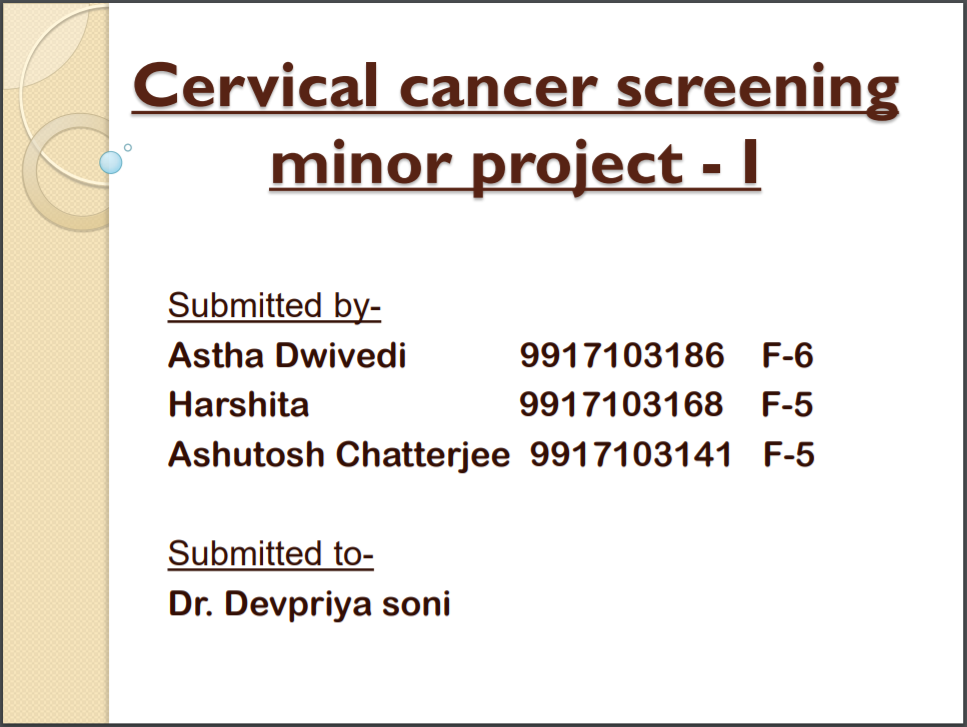 Cervical cancer screening
minor project - I
Submitted by-
Astha Dwivedi 9917103186 F-6
Harshita 9917103168 F-5
Ashutosh Chatterjee 9917103141 F-5
Submitted to-
Dr. Devpriya soni